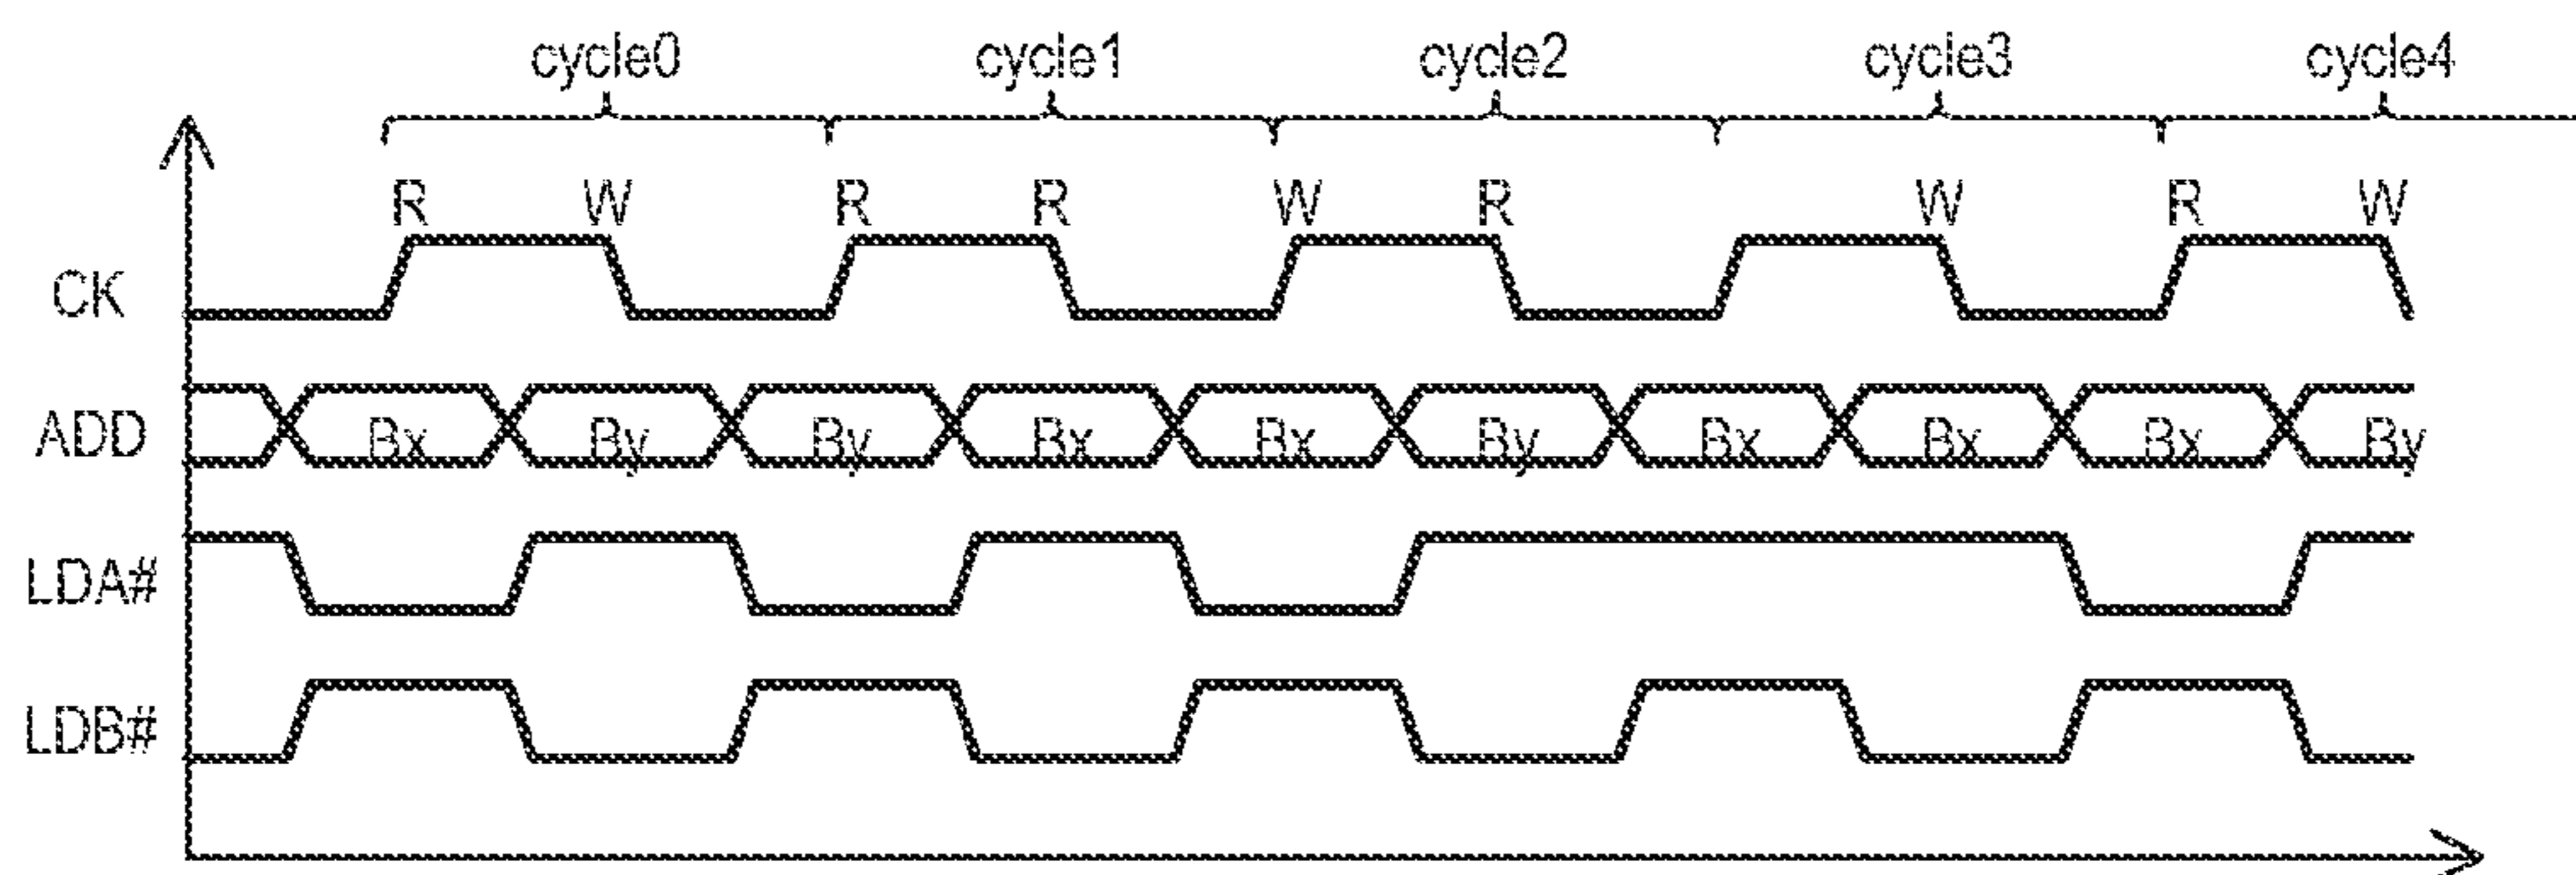 cycle0 cycle1 cycle2 cycle3 cycle4
R W R R W R W R W
CK
ADD Bx By By Bx Bx By Bx Bx Bx By
LDA#
LDB#